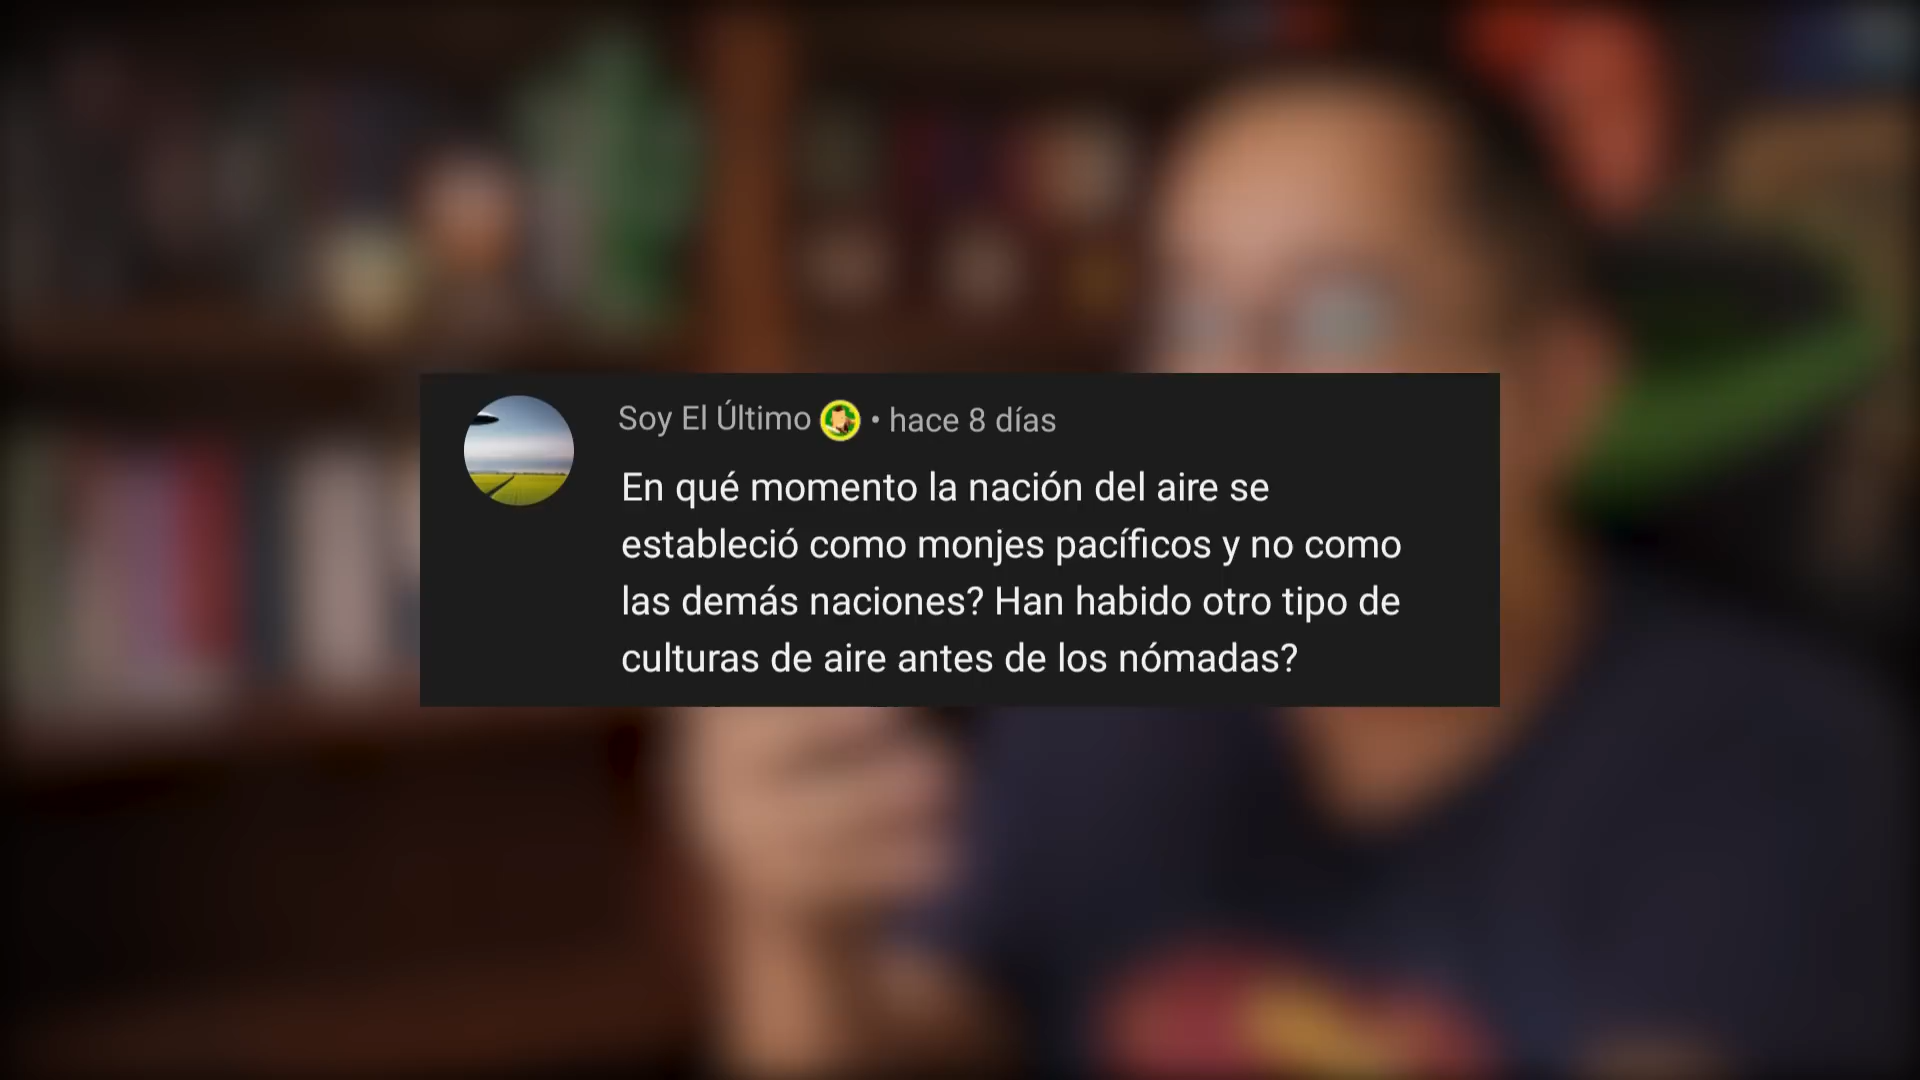 Soy El Último • hace 8 días
En qué momento la nación del aire se
estableció como monjes pacíficos y no como
las demás naciones? Han habido otro tipo de
culturas de aire antes de los nómadas?